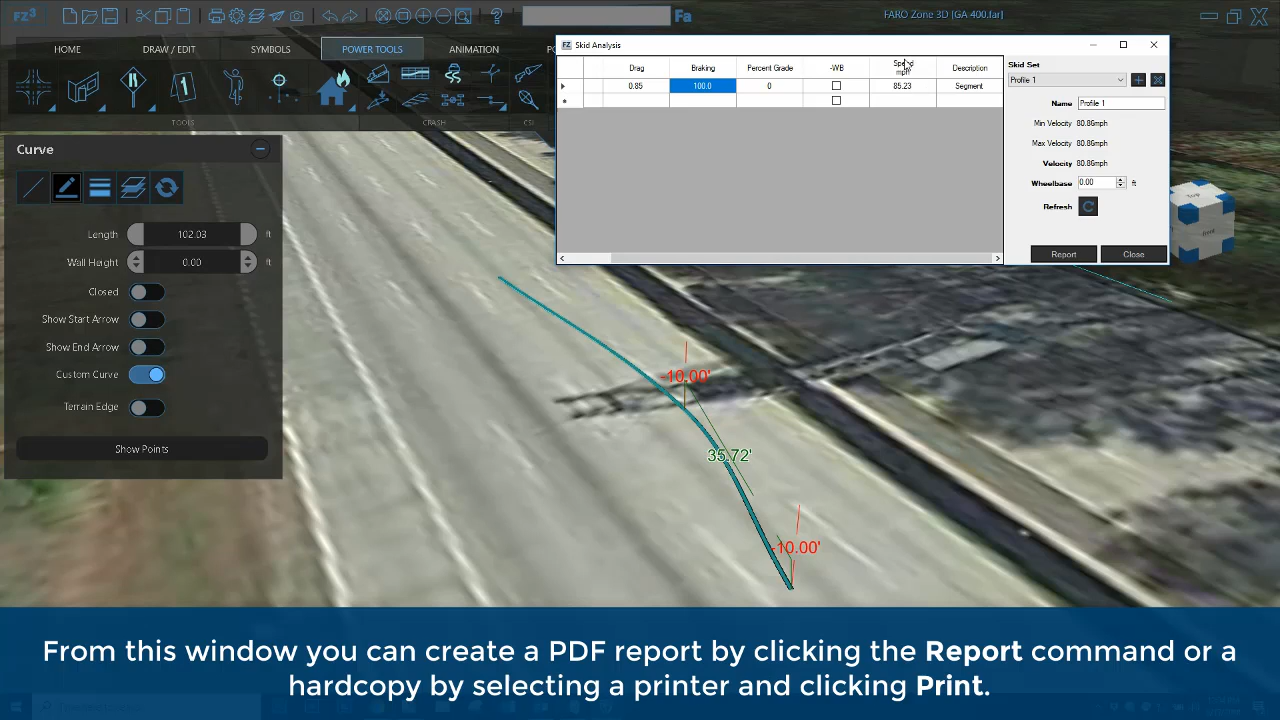 FZ³
Fa
FARO Zone 3D [GA 400.far]
HOME
DRAW / EDIT
SYMBOLS
POWER TOOLS
ANIMATION
TOOLS
CRASH
Skid Analysis
Drag
Braking
Percent Grade
-WB
Speed
mph
Description
0.85
100.0
0
85.23
Segment
Skid Set
Profile 1
Name
Profile 1
Min Velocity 80.86mph
Max Velocity 80.86mph
Velocity 80.86mph
Wheelbase 0.00 ft
Refresh
Report
Close
Curve
Length 102.03 ft
Wall Height 0.00 ft
Closed
Show Start Arrow
Show End Arrow
Custom Curve
Terrain Edge
Show Points
-10.00'
35.72'
-10.00'
From this window you can create a PDF report by clicking the Report command or a
hardcopy by selecting a printer and clicking Print.